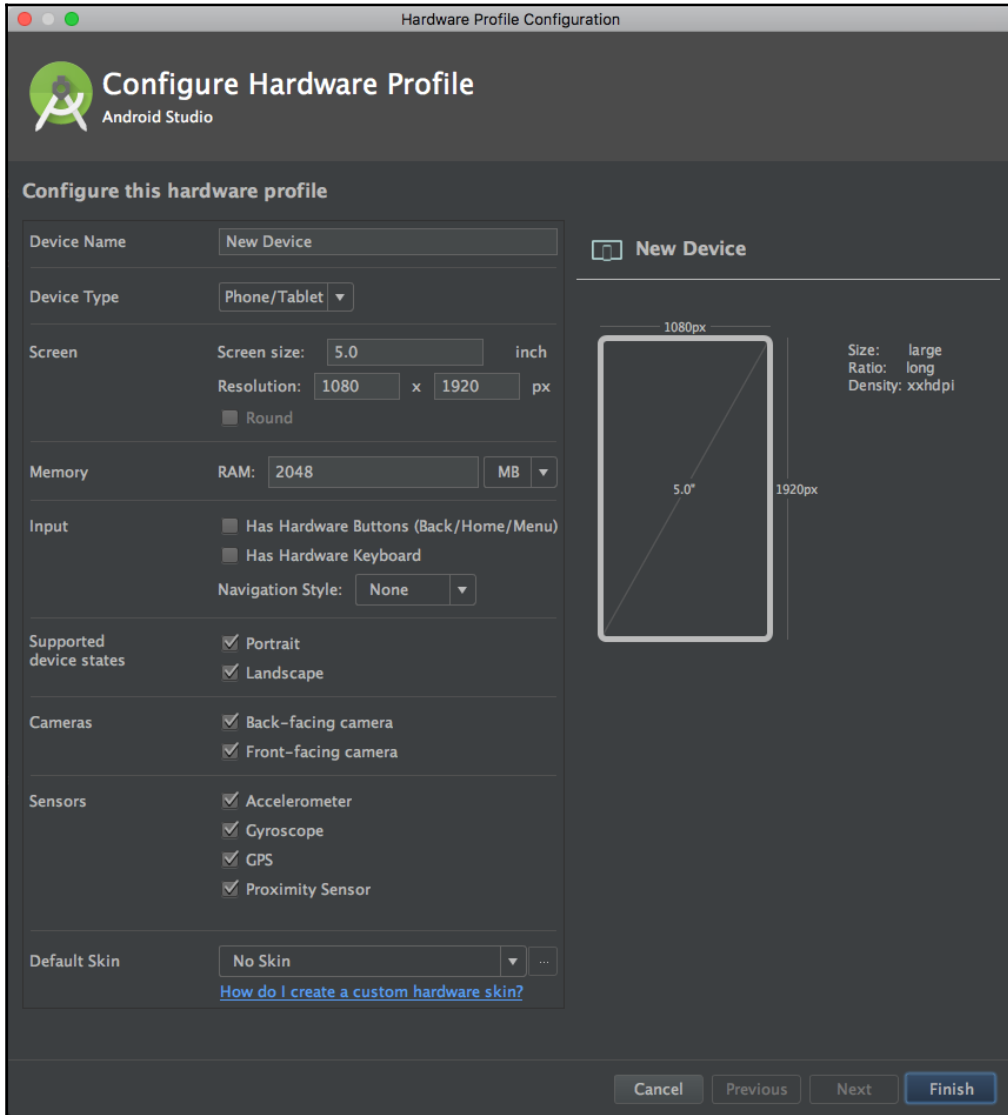 Hardware Profile Configuration
Configure Hardware Profile
Android Studio
Configure this hardware profile
Device Name New Device
Device Type Phone/Tablet
Screen Screen size: 5.0 inch
Resolution: 1080 x 1920 px
Round
Memory RAM: 2048 MB
Input Has Hardware Buttons (Back/Home/Menu)
Has Hardware Keyboard
Navigation Style: None
Supported
device states
Portrait
Landscape
Cameras Back-facing camera
Front-facing camera
Sensors Accelerometer
Gyroscope
GPS
Proximity Sensor
Default Skin No Skin ...
How do I create a custom hardware skin?
New Device
1080px
Size: large
Ratio: long
Density: xxhdpi
5.0" 1920px
Cancel Previous Next Finish